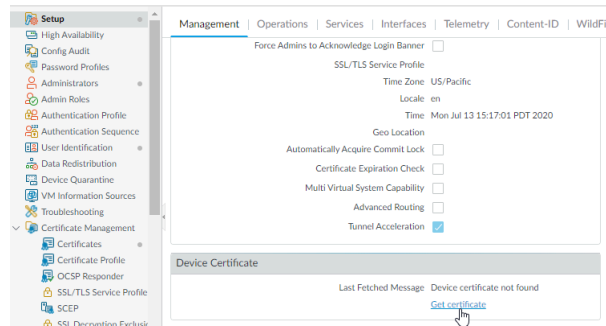 Setup
High Availability
Config Audit
Password Profiles
Administrators
Admin Roles
Authentication Profile
Authentication Sequence
User Identification
Data Redistribution
Device Quarantine
VM Information Sources
Troubleshooting
Certificate Management
Certificates
Certificate Profile
OCSP Responder
SSL/TLS Service Profile
SCEP
SSL Decryption Exclusio
Management | Operations | Services | Interfaces | Telemetry | Content-ID | WildFi
Force Admins to Acknowledge Login Banner
SSL/TLS Service Profile
Time Zone US/Pacific
Locale en
Time Mon Jul 13 15:17:01 PDT 2020
Geo Location
Automatically Acquire Commit Lock
Certificate Expiration Check
Multi Virtual System Capability
Advanced Routing
Tunnel Acceleration
Device Certificate
Last Fetched Message Device certificate not found
Get certificate